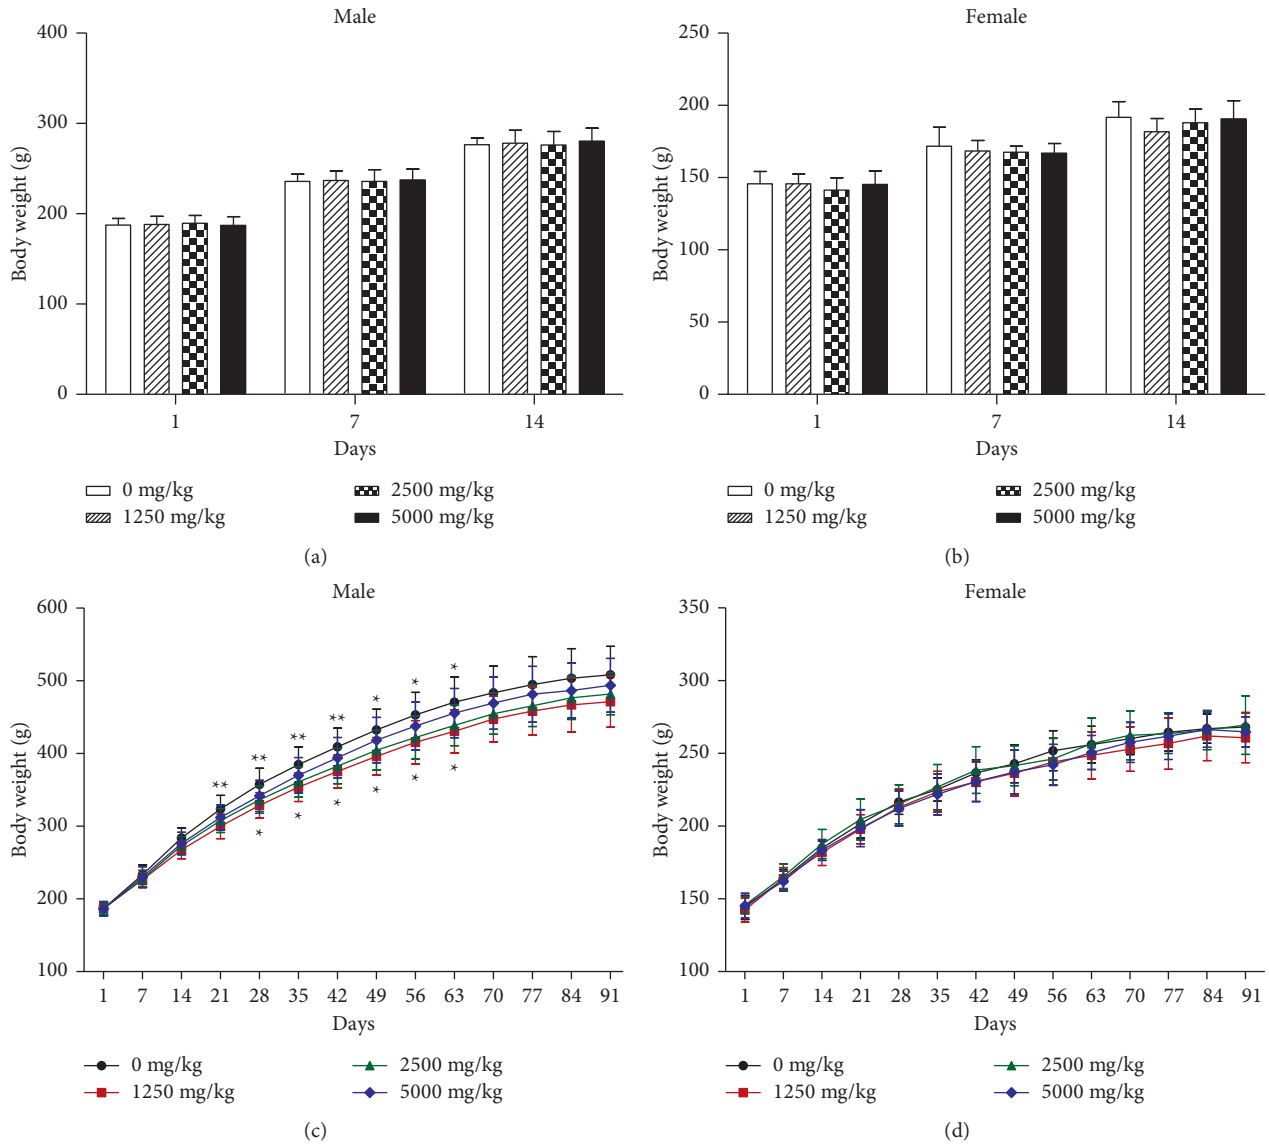 Male
Body weight (g)
400
300
200
100
0
1 7 14
Days
0 mg/kg
1250 mg/kg
2500 mg/kg
5000 mg/kg
(a)
Female
Body weight (g)
250
200
150
100
50
0
1 7 14
Days
0 mg/kg
1250 mg/kg
2500 mg/kg
5000 mg/kg
(b)
Male
Body weight (g)
600
500
400
300
200
100
** ** ** ** * * *
* * * * * *
1 7 14 21 28 35 42 49 56 63 70 77 84 91
Days
0 mg/kg
1250 mg/kg
2500 mg/kg
5000 mg/kg
(c)
Female
Body weight (g)
350
300
250
200
150
100
1 7 14 21 28 35 42 49 56 63 70 77 84 91
Days
0 mg/kg
1250 mg/kg
2500 mg/kg
5000 mg/kg
(d)